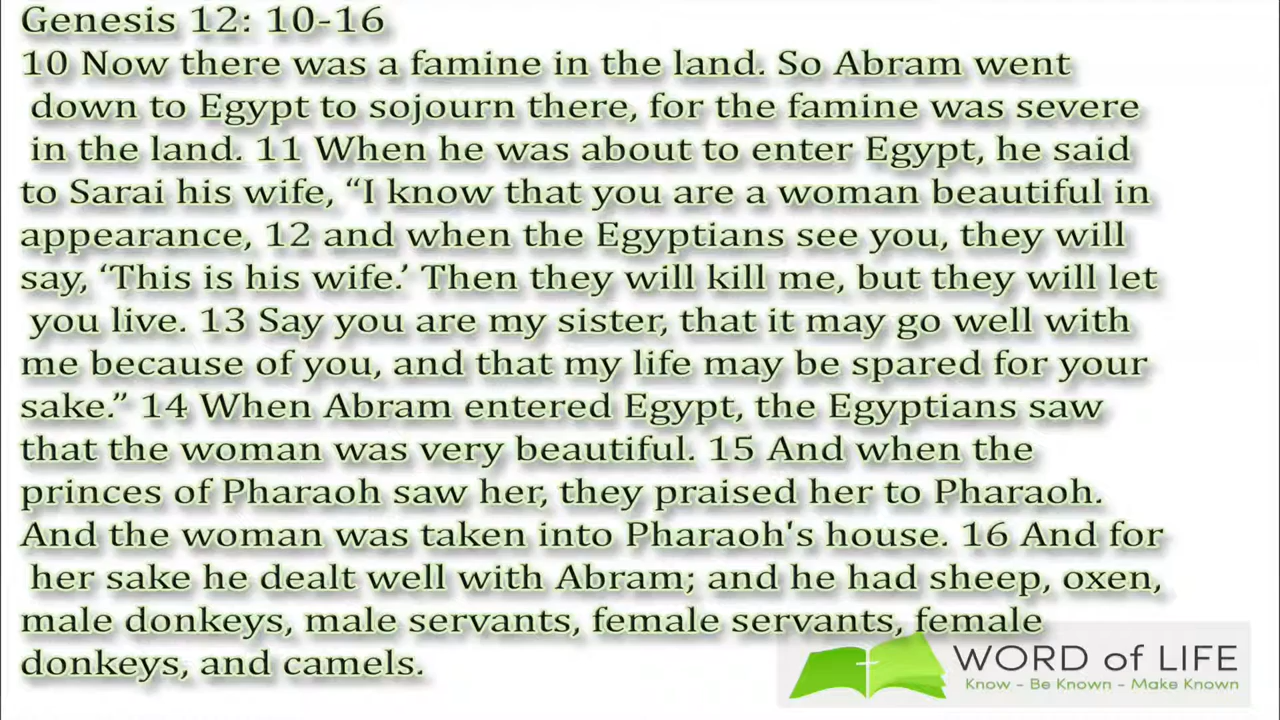 Genesis 12: 10-16
10 Now there was a famine in the land. So Abram went
down to Egypt to sojourn there, for the famine was severe
in the land. 11 When he was about to enter Egypt, he said
to Sarai his wife, “I know that you are a woman beautiful in
appearance, 12 and when the Egyptians see you, they will
say, ‘This is his wife.’ Then they will kill me, but they will let
you live. 13 Say you are my sister, that it may go well with
me because of you, and that my life may be spared for your
sake.” 14 When Abram entered Egypt, the Egyptians saw
that the woman was very beautiful. 15 And when the
princes of Pharaoh saw her, they praised her to Pharaoh.
And the woman was taken into Pharaoh's house. 16 And for
her sake he dealt well with Abram; and he had sheep, oxen,
male donkeys, male servants, female servants, female
donkeys, and camels.
WORD of LIFE
Know - Be Known - Make Known